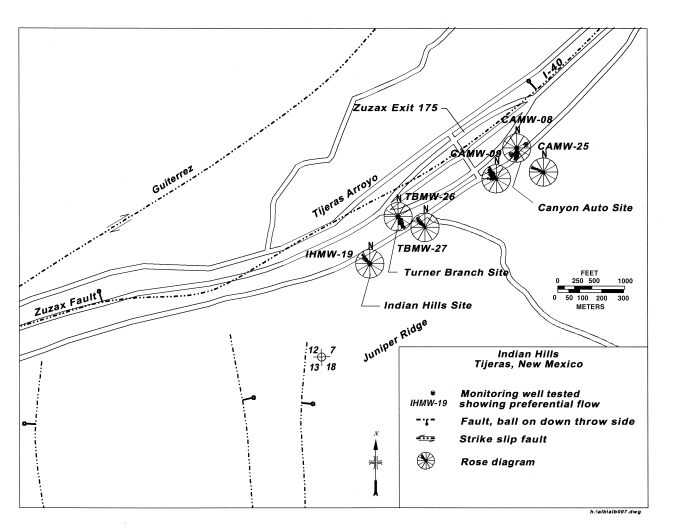 I-40
Zuzax Exit 175
CAMW-08
CAMW-09
CAMW-25
N
N
N
Guiterrez
Tijeras Arroyo
TBMW-26
N
N
Canyon Auto Site
TBMW-27
IHMW-19
N
Turner Branch Site
Indian Hills Site
Zuzax Fault
FEET
0 250 500 1000
0 50 100 200 300
METERS
Juniper Ridge
12 7
13 18
Indian Hills
Tijeras, New Mexico
Monitoring well tested
IHMW-19 showing preferential flow
Fault, ball on down throw side
Strike slip fault
Rose diagram
N
h:\alb\alb007.dwg